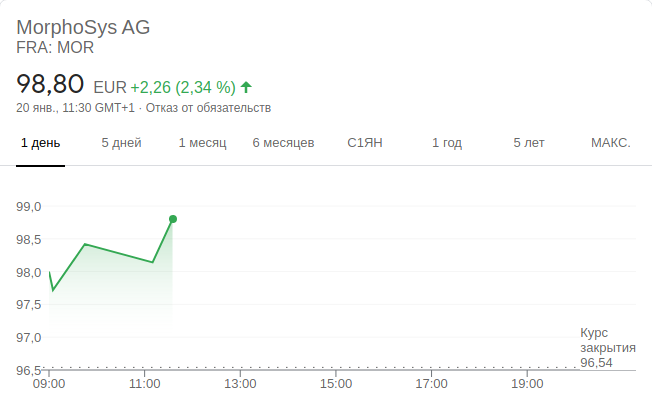 MorphoSys AG
FRA: MOR
98,80 EUR +2,26 (2,34 %)
20 янв., 11:30 GMT+1 · Отказ от обязательств
1 день 5 дней 1 месяц 6 месяцев С1ЯН 1 год 5 лет МАКС.
99,0
98,5
98,0
97,5
97,0
96,5
Курс
закрытия
96,54
09:00 11:00 13:00 15:00 17:00 19:00